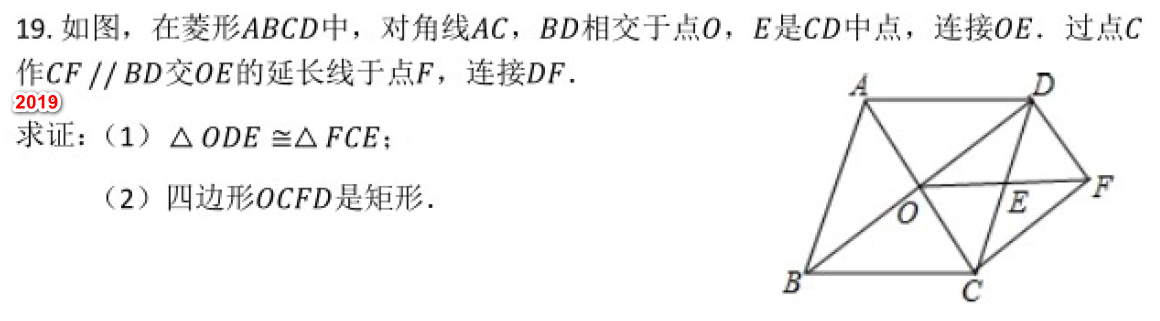 19. 如图，在菱形ABCD中，对角线AC，BD相交于点O，E是CD中点，连接OE．过点C
作CF // BD交OE的延长线于点F，连接DF．
2019
求证：（1）△ ODE ≅△ FCE；
（2）四边形OCFD是矩形．
A
D
O
E
F
B
C